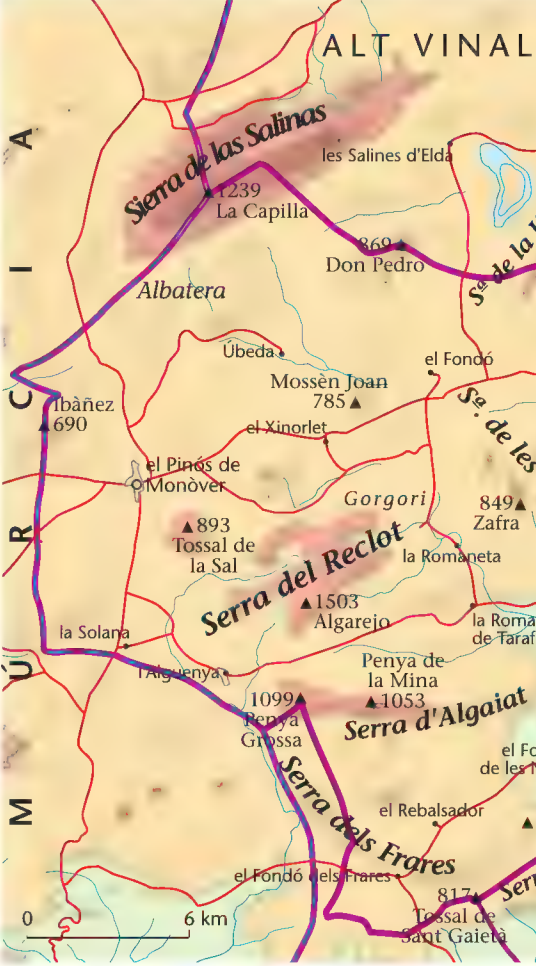 ALT VINAL
Sierra de las Salinas
les Salines d'Elda
1239
La Capilla
869
Don Pedro
Sª de la
Albatera
Úbeda
el Fondó
Mossèn Joan
785
Ibàñez
690
Sª. de les
el Xinorlet
el Pinós de
Monòver
Gorgori
849
Zafra
893
Tossal de
la Sal
Serra del Reclot
la Romaneta
1503
Algarejo
la Roma
de Taraf
la Solana
l'Alguenya
Penya de
la Mina
1053
1099
Penya
Grossa
Serra d'Algaiat
el Fo
de les
Serra dels Frares
el Rebalsador
el Fondó dels Frares
817
Tossal de
Sant Gaietà
Serr
0 6 km
MÚRCIA